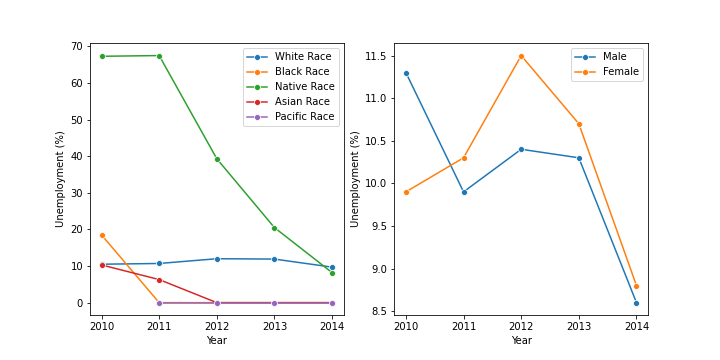 70
60
50
40
30
20
10
0
Unemployment (%)
2010 2011 2012 2013 2014
Year
White Race
Black Race
Native Race
Asian Race
Pacific Race
11.5
11.0
10.5
10.0
9.5
9.0
8.5
Unemployment (%)
2010 2011 2012 2013 2014
Year
Male
Female